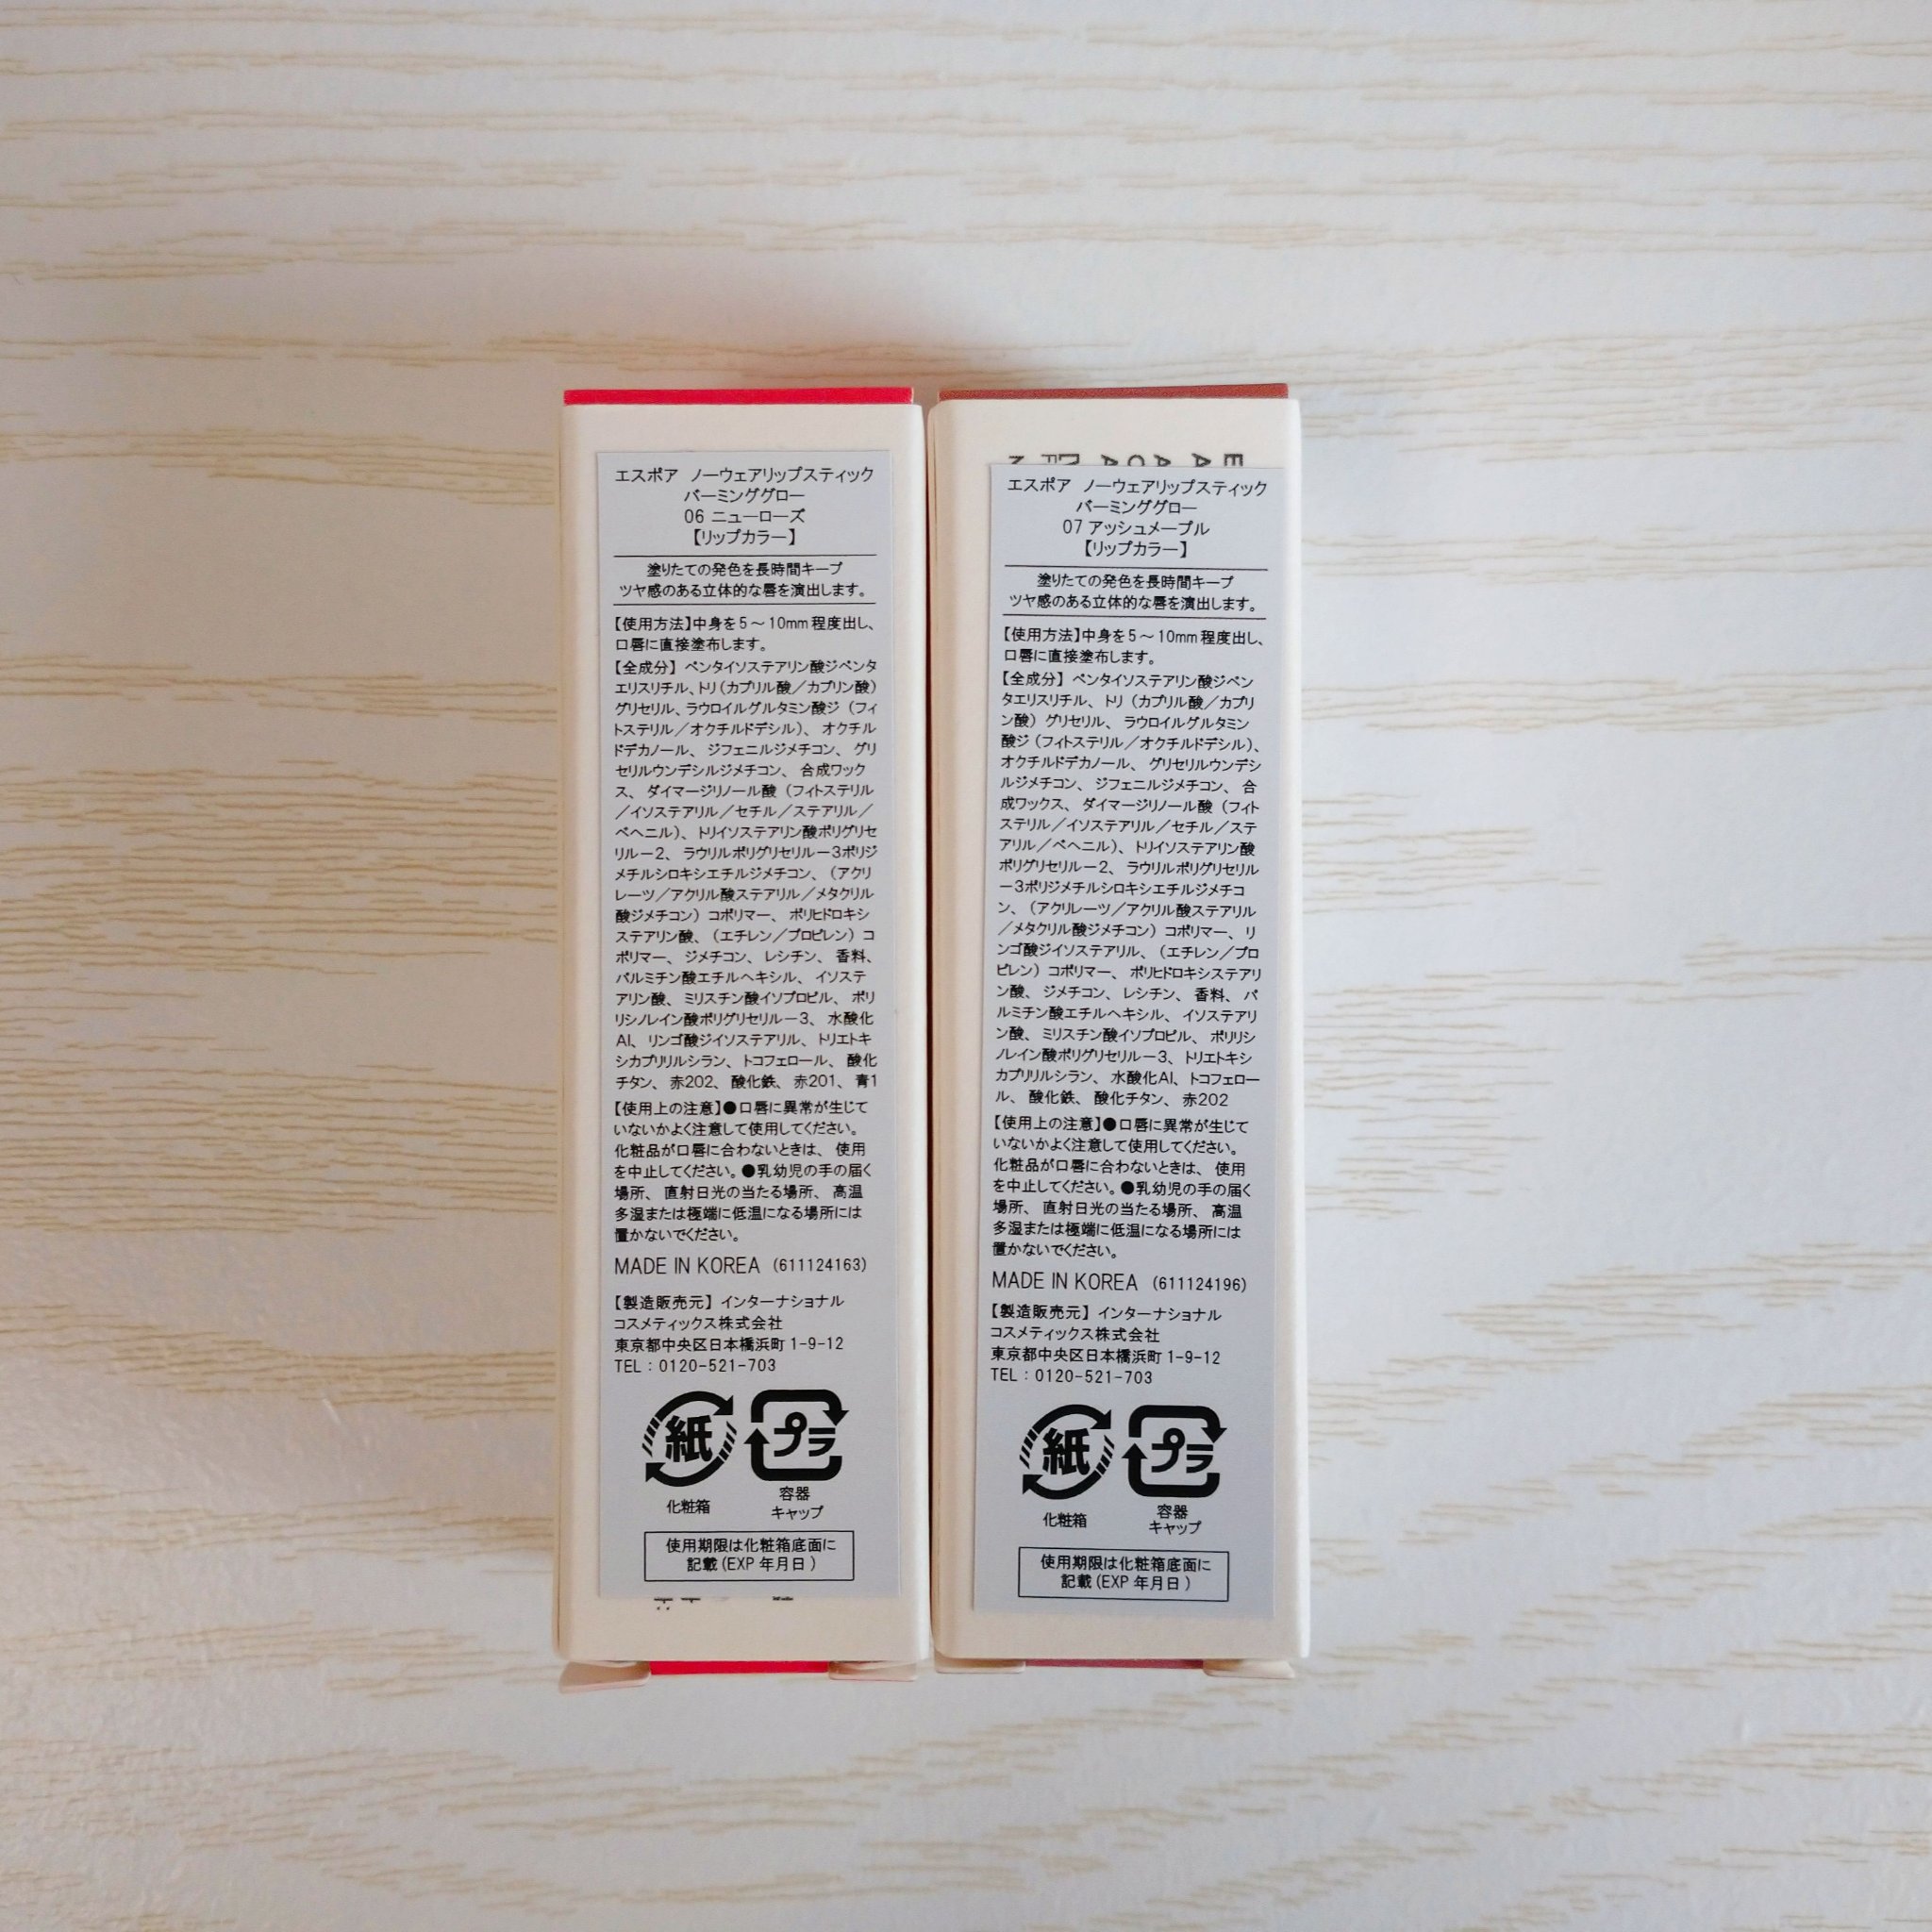 エスポア ノーウェアリップスティック
バーミンググロー
06 ニューローズ
【リップカラー】
塗りたての発色を長時間キープ
ツヤ感のある立体的な唇を演出します。
【使用方法】中身を5～10mm程度出し、
口唇に直接塗布します。
【全成分】ペンタイソステアリン酸ジペンタ
エリスリチル、トリ（カプリル酸／カプリン酸）
グリセリル、ラウロイルグルタミン酸ジ（フィ
トステリル／オクチルドデシル）、オクチル
ドデカノール、ジフェニルジメチコン、グリ
セリルウンデシルジメチコン、合成ワック
ス、ダイマージリノール酸（フィトステリル
／イソステアリル／セチル／ステアリル／
ベヘニル）、トリイソステアリン酸ポリグリセ
リルー2、ラウリルポリグリセリルー3ポリジ
メチルシロキシエチルジメチコン、（アクリ
レーツ／アクリル酸ステアリル／メタクリル
酸ジメチコン）コポリマー、ポリヒドロキシ
ステアリン酸、（エチレン／プロピレン）コ
ポリマー、ジメチコン、レシチン、香料、
パルミチン酸エチルヘキシル、イソステ
アリン酸、ミリスチン酸イソプロピル、ポリ
リシノレイン酸ポリグリセリルー3、水酸化
Al、リンゴ酸ジイソステアリル、トリエトキ
シカプリリルシラン、トコフェロール、酸化
チタン、赤202、酸化鉄、赤201、青1
【使用上の注意】●口唇に異常が生じて
いないかよく注意して使用してください。
化粧品が口唇に合わないときは、使用
を中止してください。●乳幼児の手の届く
場所、直射日光の当たる場所、高温
多湿または極端に低温になる場所には
置かないでください。
MADE IN KOREA (611124163)
【製造販売元】インターナショナル
コスメティックス株式会社
東京都中央区日本橋浜町1-9-12
TEL：0120-521-703
紙 プラ
化粧箱 容器
キャップ
使用期限は化粧箱底面に
記載(EXP 年月日)
エスポア ノーウェアリップスティック
バーミンググロー
07 アッシュメープル
【リップカラー】
塗りたての発色を長時間キープ
ツヤ感のある立体的な唇を演出します。
【使用方法】中身を5～10mm程度出し、
口唇に直接塗布します。
【全成分】ペンタイソステアリン酸ジペン
タエリスリチル、トリ（カプリル酸／カプリ
ン酸）グリセリル、ラウロイルグルタミン
酸ジ（フィトステリル／オクチルドデシル）、
オクチルドデカノール、グリセリルウンデシ
ルジメチコン、ジフェニルジメチコン、合
成ワックス、ダイマージリノール酸（フィト
ステリル／イソステアリル／セチル／ステ
アリル／ベヘニル）、トリイソステアリン酸
ポリグリセリルー2、ラウリルポリグリセリル
ー3ポリジメチルシロキシエチルジメチコ
ン、（アクリレーツ／アクリル酸ステアリル
／メタクリル酸ジメチコン）コポリマー、リ
ンゴ酸ジイソステアリル、（エチレン／プロ
ピレン）コポリマー、ポリヒドロキシステアリ
ン酸、ジメチコン、レシチン、香料、パ
ルミチン酸エチルヘキシル、イソステアリ
ン酸、ミリスチン酸イソプロピル、ポリリシ
ノレイン酸ポリグリセリルー3、トリエトキシ
カプリリルシラン、水酸化Al、トコフェロー
ル、酸化鉄、酸化チタン、赤202
【使用上の注意】●口唇に異常が生じて
いないかよく注意して使用してください。
化粧品が口唇に合わないときは、使用
を中止してください。●乳幼児の手の届く
場所、直射日光の当たる場所、高温
多湿または極端に低温になる場所には
置かないでください。
MADE IN KOREA (611124196)
【製造販売元】インターナショナル
コスメティックス株式会社
東京都中央区日本橋浜町1-9-12
TEL：0120-521-703
紙 プラ
化粧箱 容器
キャップ
使用期限は化粧箱底面に
記載(EXP 年月日)